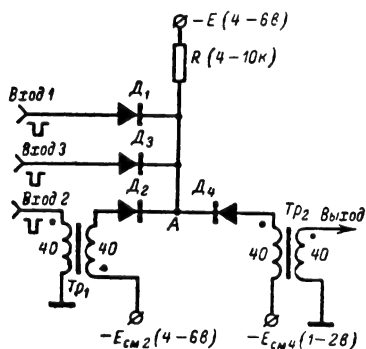 −E (4−6в)
R (4−10к)
Вход 1
Д1
Вход 3
Д3
Вход 2
Д2
Д4
А
Тр2
Выход
40
40
40
40
Тр1
−Eсм2 (4−6в)
−Eсм4 (1−2в)